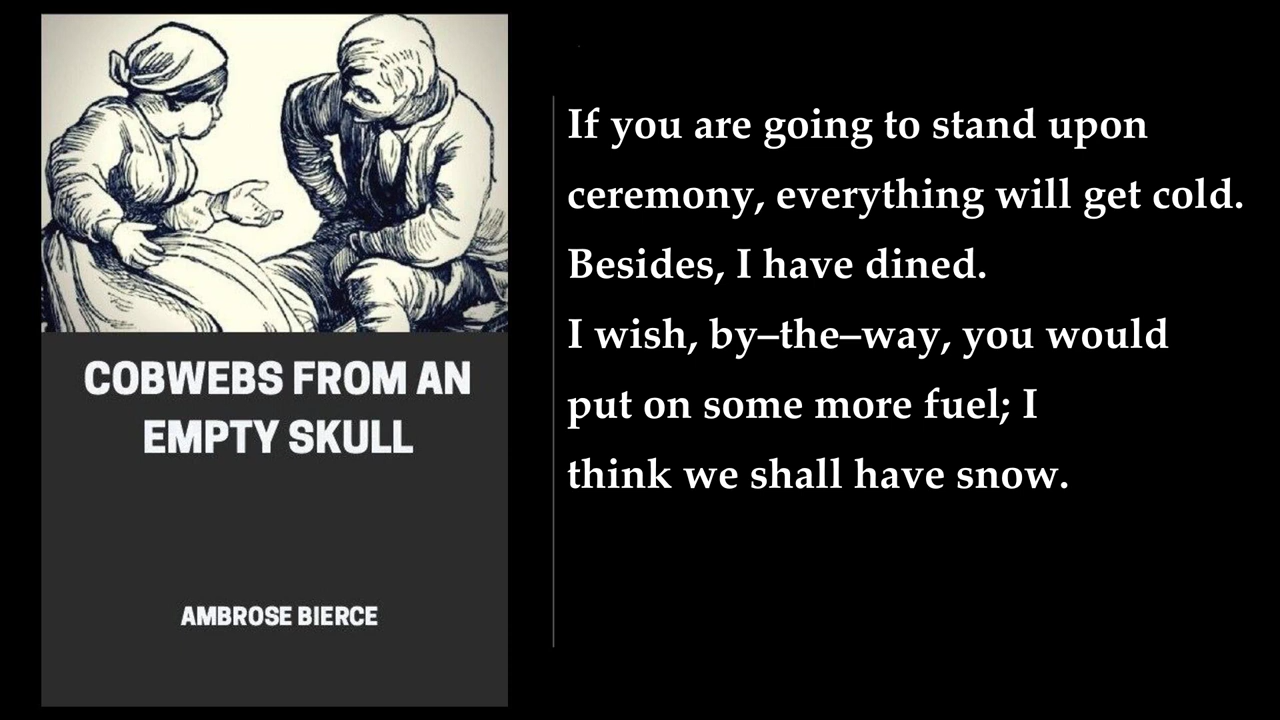 COBWEBS FROM AN
EMPTY SKULL
AMBROSE BIERCE
If you are going to stand upon
ceremony, everything will get cold.
Besides, I have dined.
I wish, by–the–way, you would
put on some more fuel; I
think we shall have snow.